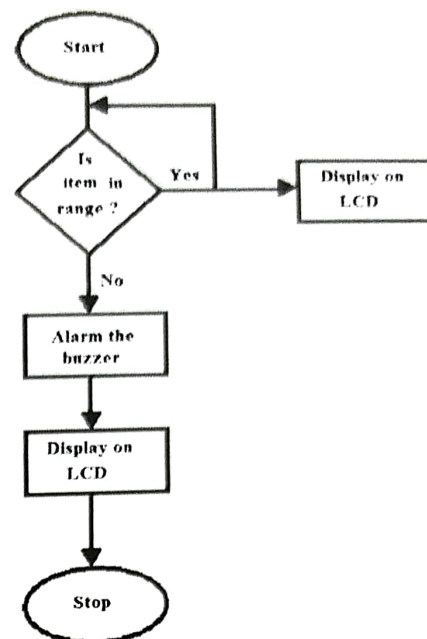 Start
Is
item in
range ?
Yes
Display on
LCD
No
Alarm the
buzzer
Display on
LCD
Stop